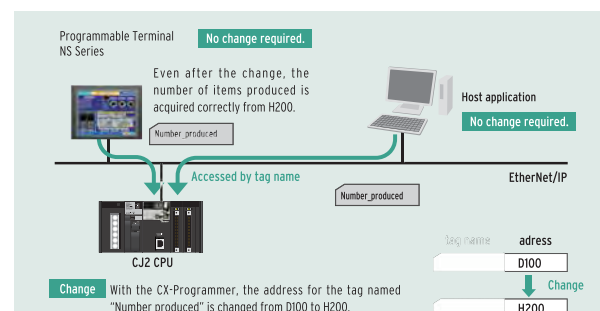 Programmable Terminal
NS Series
No change required.
Even after the change, the
number of items produced is
acquired correctly from H200.
Number_produced
Host application
No change required.
Accessed by tag name
EtherNet/IP
Number_produced
CJ2 CPU
tag name
adress
D100
Change
Change
With the CX-Programmer, the address for the tag named
"Number produced" is changed from D100 to H200.
H200